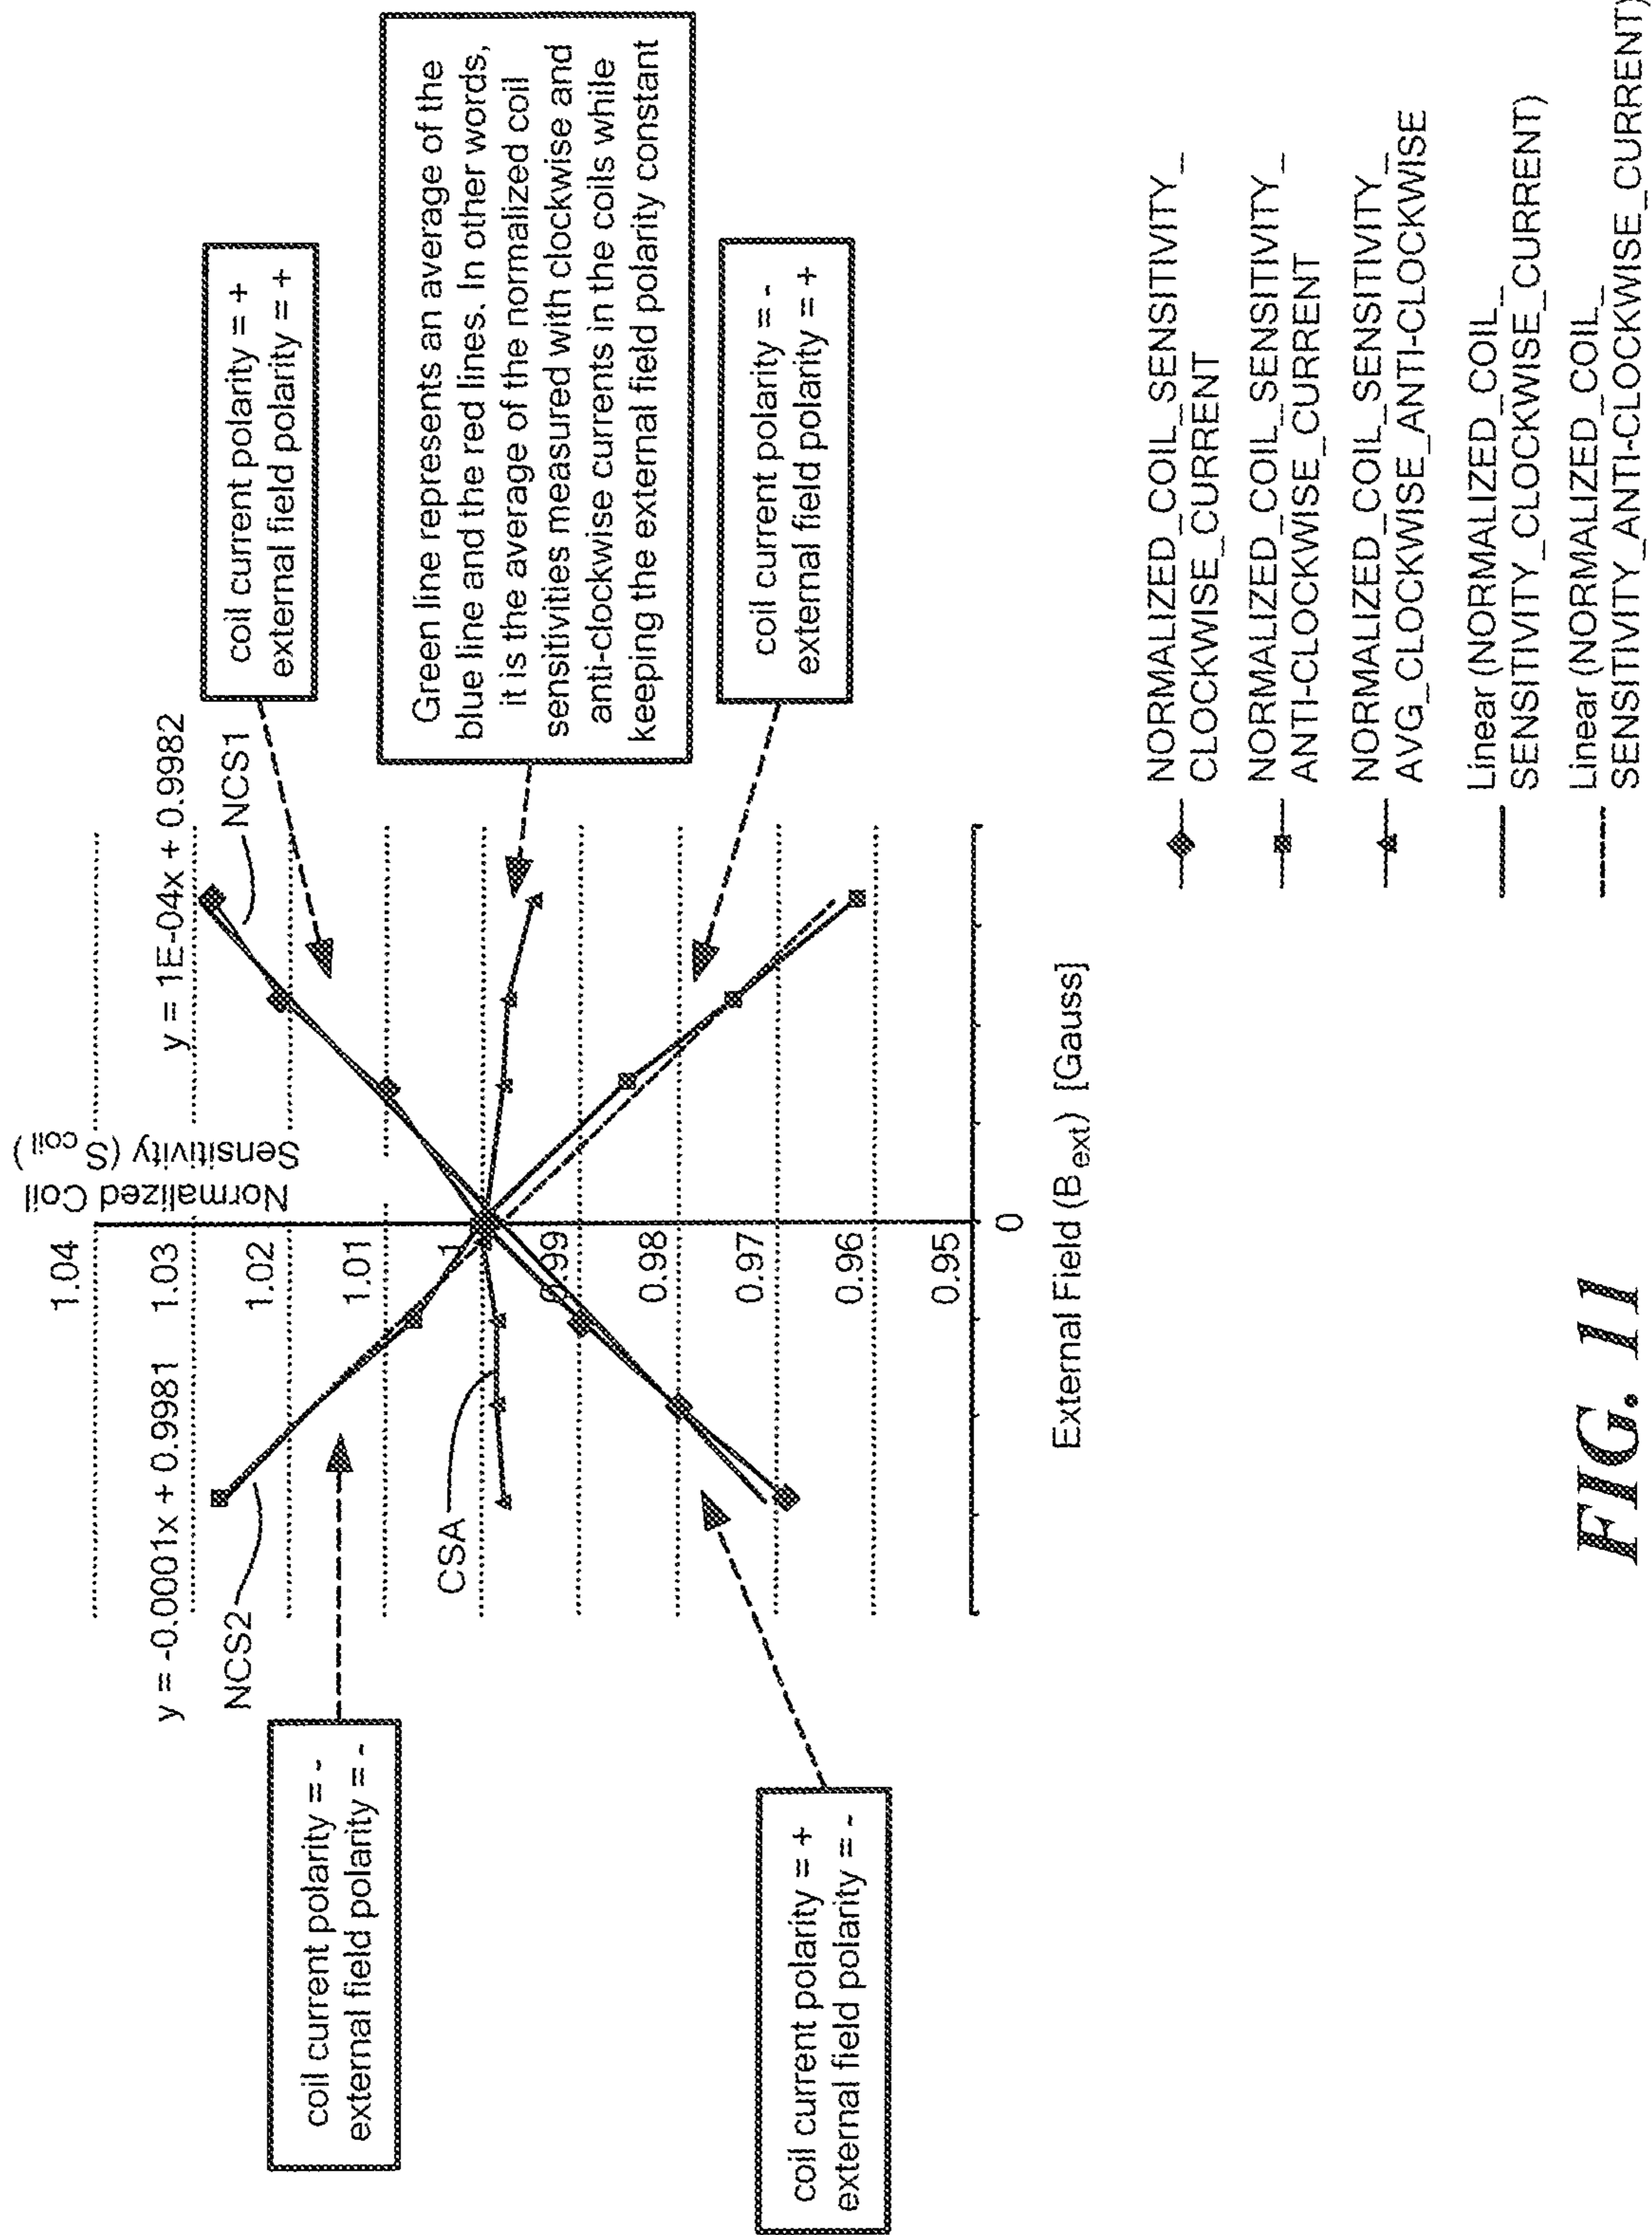 y = -0.0001x + 0.9981
y = 1E-04x + 0.9982
NCS2
NCS1
Normalized Coil
Sensitivity (Scoil)
1.04
1.03
1.02
1.01
1
0.99
0.98
0.97
0.96
0.95
0
External Field (Bext) [Gauss]
CSA
coil current polarity = -
external field polarity = -
coil current polarity = +
external field polarity = -
coil current polarity = +
external field polarity = +
Green line represents an average of the
blue line and the red lines. In other words,
it is the average of the normalized coil
sensitivities measured with clockwise and
anti-clockwise currents in the coils while
keeping the external field polarity constant
coil current polarity = -
external field polarity = +
NORMALIZED_COIL_SENSITIVITY_
CLOCKWISE_CURRENT
NORMALIZED_COIL_SENSITIVITY_
ANTI-CLOCKWISE_CURRENT
NORMALIZED_COIL_SENSITIVITY_
AVG_CLOCKWISE_ANTI-CLOCKWISE
Linear (NORMALIZED_COIL_
SENSITIVITY_CLOCKWISE_CURRENT)
Linear (NORMALIZED_COIL_
SENSITIVITY_ANTI-CLOCKWISE_CURRENT)
FIG. 11